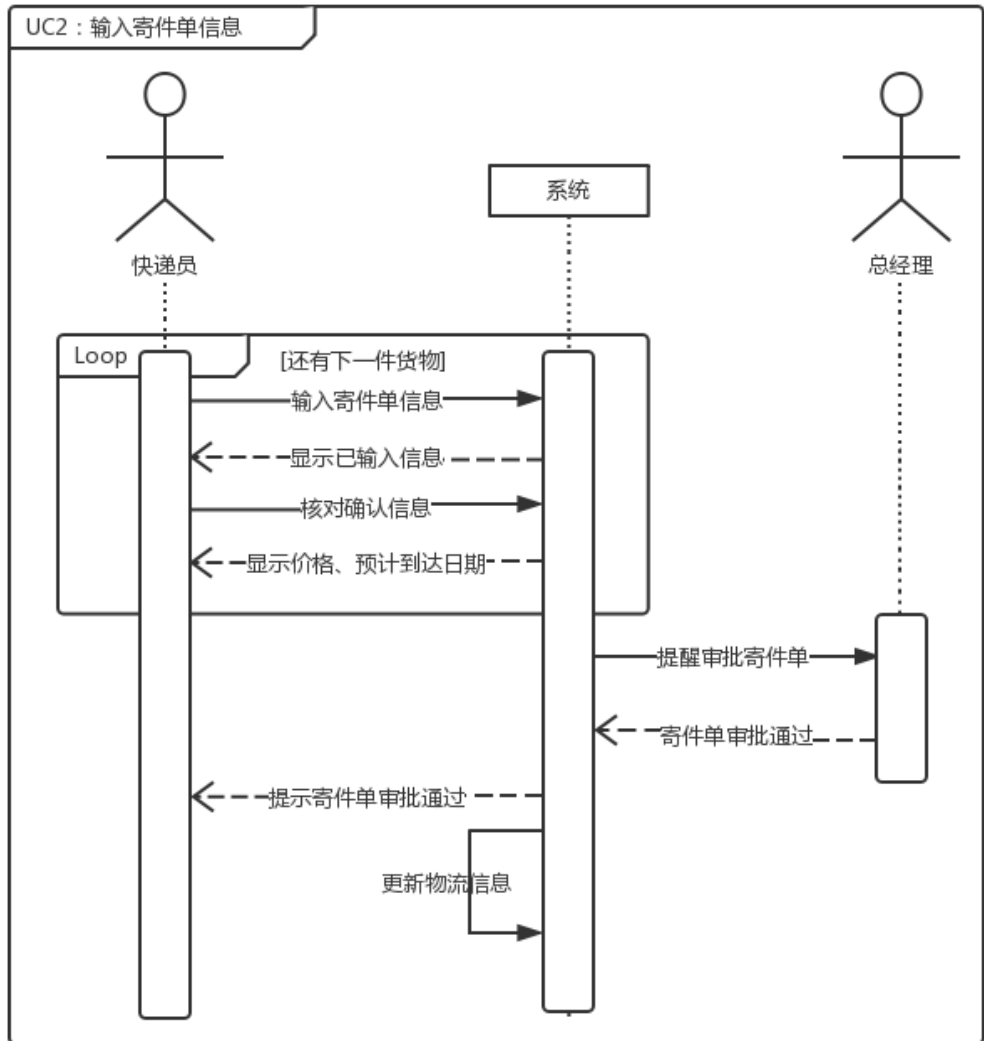 UC2：输入寄件单信息
系统
快递员
总经理
Loop
[还有下一件货物]
输入寄件单信息
显示已输入信息
核对确认信息
显示价格、预计到达日期
提醒审批寄件单
寄件单审批通过
提示寄件单审批通过
更新物流信息